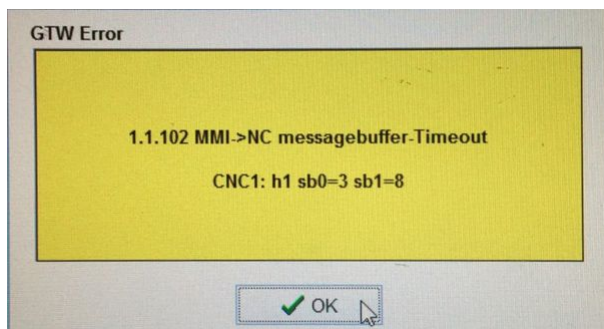 GTW Error
1.1.102 MMI->NC messagebuffer-Timeout
CNC1: h1 sb0=3 sb1=8
OK